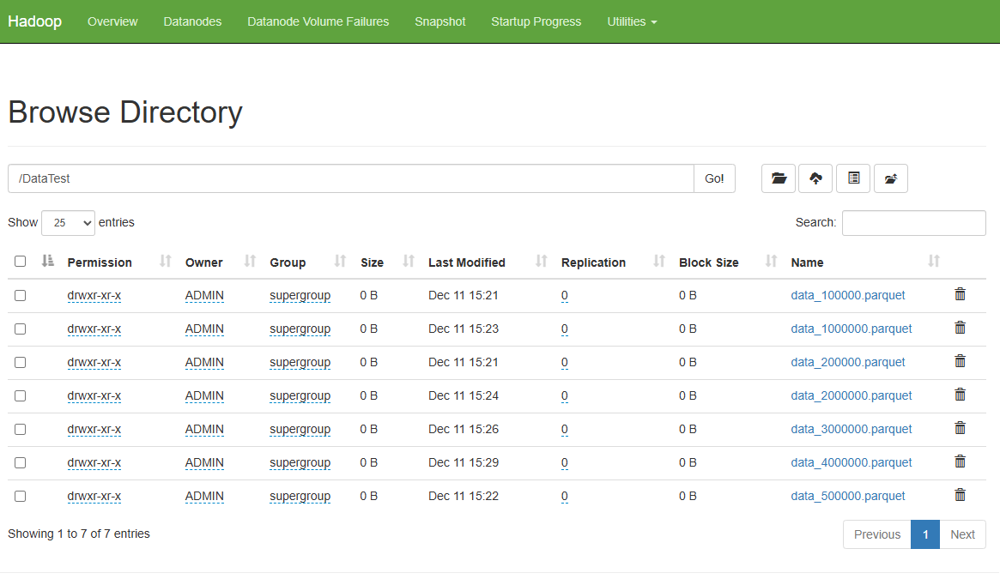 Hadoop Overview Datanodes Datanode Volume Failures Snapshot Startup Progress Utilities
Browse Directory
/DataTest Go!
Show 25 entries Search:
Permission Owner Group Size Last Modified Replication Block Size Name
drwxr-xr-x ADMIN supergroup 0 B Dec 11 15:21 0 0 B data_100000.parquet
drwxr-xr-x ADMIN supergroup 0 B Dec 11 15:23 0 0 B data_1000000.parquet
drwxr-xr-x ADMIN supergroup 0 B Dec 11 15:21 0 0 B data_200000.parquet
drwxr-xr-x ADMIN supergroup 0 B Dec 11 15:24 0 0 B data_2000000.parquet
drwxr-xr-x ADMIN supergroup 0 B Dec 11 15:26 0 0 B data_3000000.parquet
drwxr-xr-x ADMIN supergroup 0 B Dec 11 15:29 0 0 B data_4000000.parquet
drwxr-xr-x ADMIN supergroup 0 B Dec 11 15:22 0 0 B data_500000.parquet
Showing 1 to 7 of 7 entries Previous 1 Next